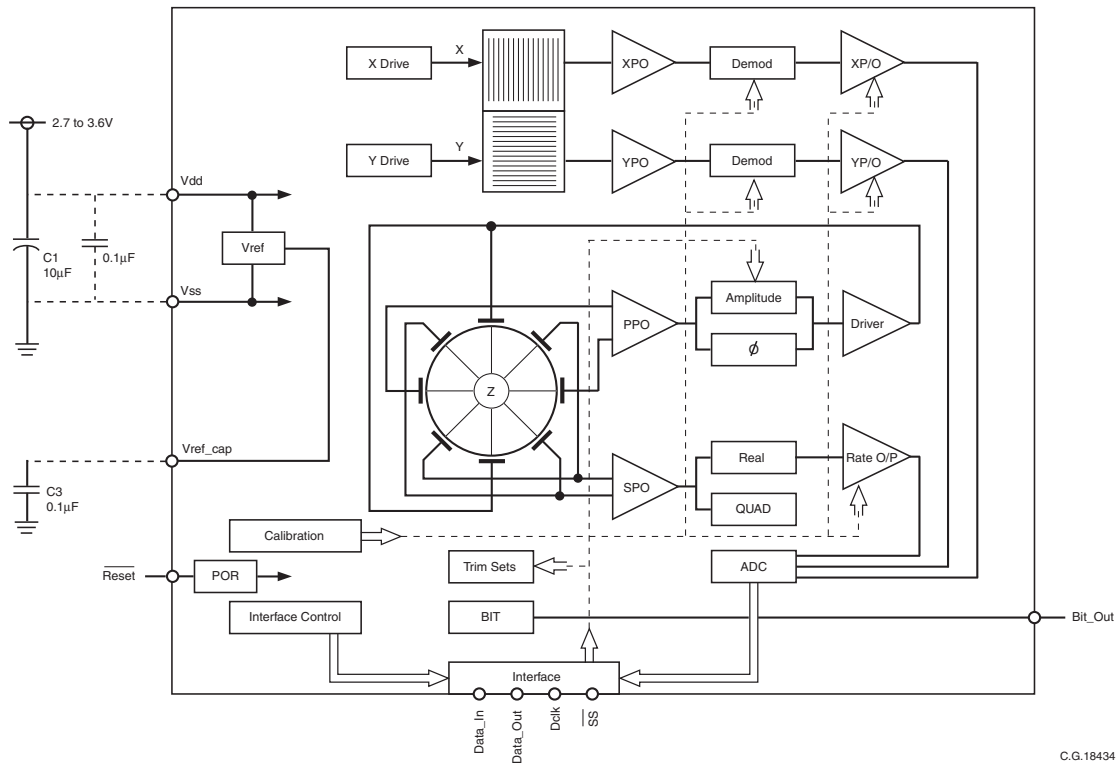 X Drive
X
XPO
Demod
XP/O
2.7 to 3.6V
Y Drive
Y
YPO
Demod
YP/O
Vdd
C1
10μF
0.1μF
Vref
Vss
PPO
Amplitude
Driver
ϕ
Z
Vref_cap
C3
0.1μF
SPO
Real
Rate O/P
QUAD
Calibration
Reset
POR
Trim Sets
ADC
Interface Control
BIT
Bit_Out
Interface
Data_In
Data_Out
Dclk
SS
C.G.18434